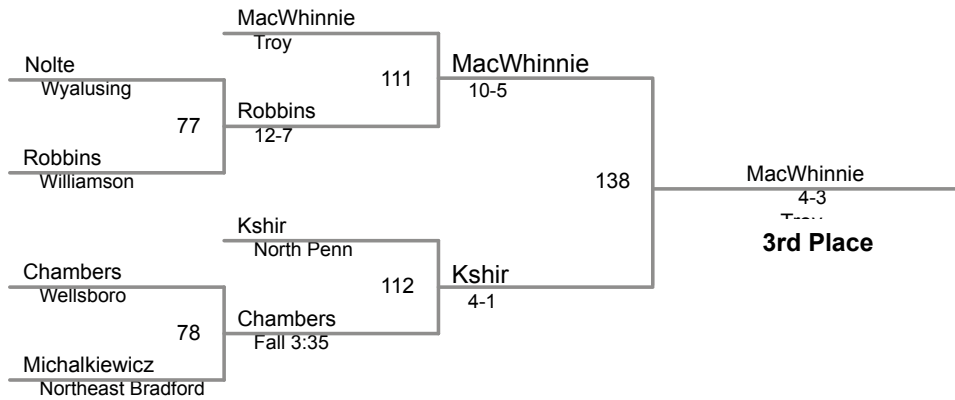 MacWhinnie
Troy
Nolte
Wyalusing
77
111
MacWhinnie
10-5
Robbins
12-7
Robbins
Williamson
138
MacWhinnie
4-3
Troy
3rd Place
Kshir
North Penn
Chambers
Wellsboro
112
Kshir
4-1
78
Chambers
Fall 3:35
Michalkiewicz
Northeast Bradford